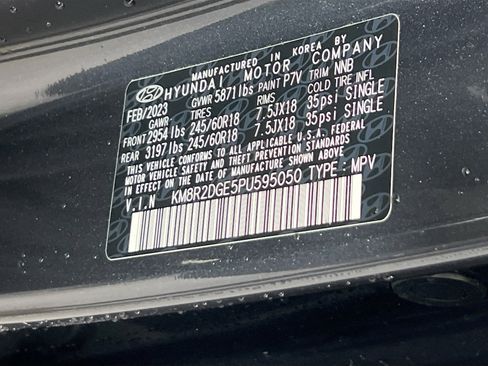 MANUFACTURED IN KOREA BY
HYUNDAI MOTOR COMPANY
FEB/2023 GVWR 5871lbs PAINT P7V TRIM NNB
GAWR TIRES RIMS COLD TIRE INFL
FRONT 2954 lbs 245/60R18 7.5JX18 35psi SINGLE
REAR 3197 lbs 245/60R18 7.5JX18 35psi SINGLE
THIS VEHICLE CONFORMS TO ALL APPLICABLE U.S.A. FEDERAL
MOTOR VEHICLE SAFETY AND THEFT PREVENTION STANDARDS
IN EFFECT ON THE DATE OF MANUFACTURE SHOWN ABOVE.
V.I.N KM8R2DGE5PU595050 TYPE : MPV